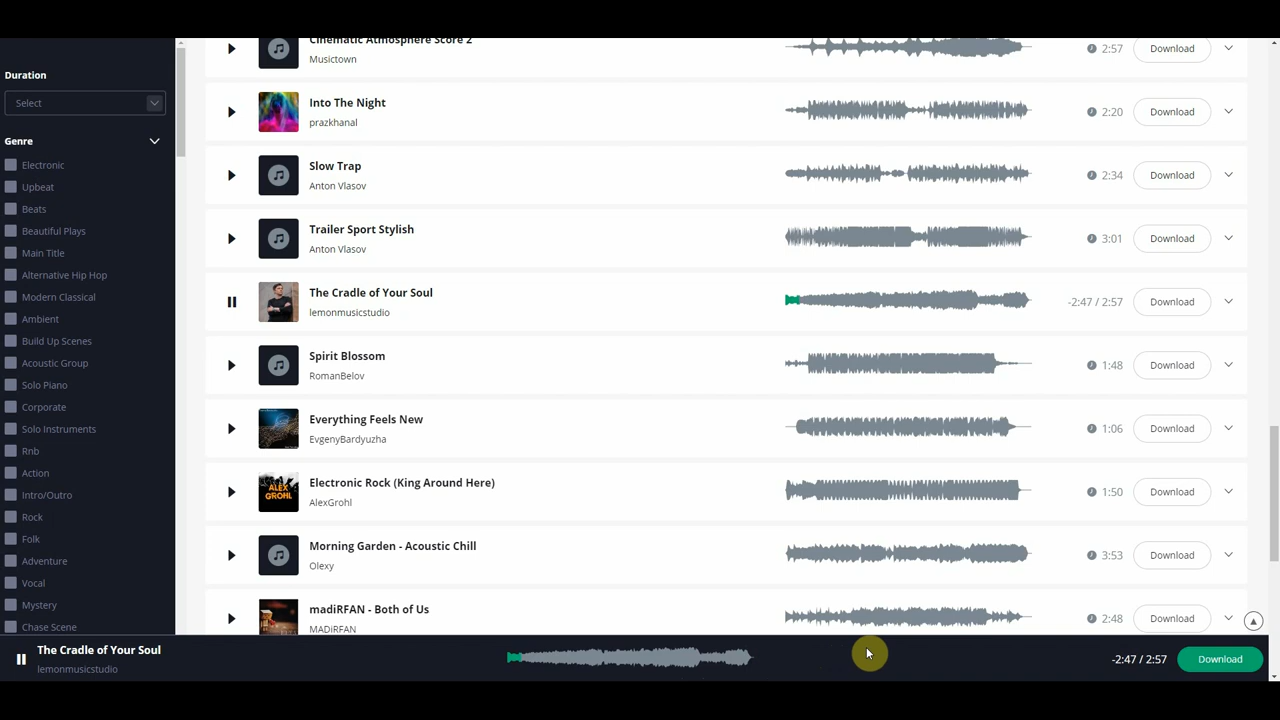 Duration
Select
Genre
Electronic
Upbeat
Beats
Beautiful Plays
Main Title
Alternative Hip Hop
Modern Classical
Ambient
Build Up Scenes
Acoustic Group
Solo Piano
Corporate
Solo Instruments
Rnb
Action
Intro/Outro
Rock
Folk
Adventure
Vocal
Mystery
Chase Scene
Cinematic Atmosphere Score 2
Musictown
2:57 Download
Into The Night
prazkhanal
2:20 Download
Slow Trap
Anton Vlasov
2:34 Download
Trailer Sport Stylish
Anton Vlasov
3:01 Download
The Cradle of Your Soul
lemonmusicstudio
-2:47 / 2:57 Download
Spirit Blossom
RomanBelov
1:48 Download
Everything Feels New
EvgenyBardyuzha
1:06 Download
ALEX
GROHL
Electronic Rock (King Around Here)
AlexGrohl
1:50 Download
Morning Garden - Acoustic Chill
Olexy
3:53 Download
madiRFAN - Both of Us
MADIRFAN
2:48 Download
The Cradle of Your Soul
lemonmusicstudio
-2:47 / 2:57 Download